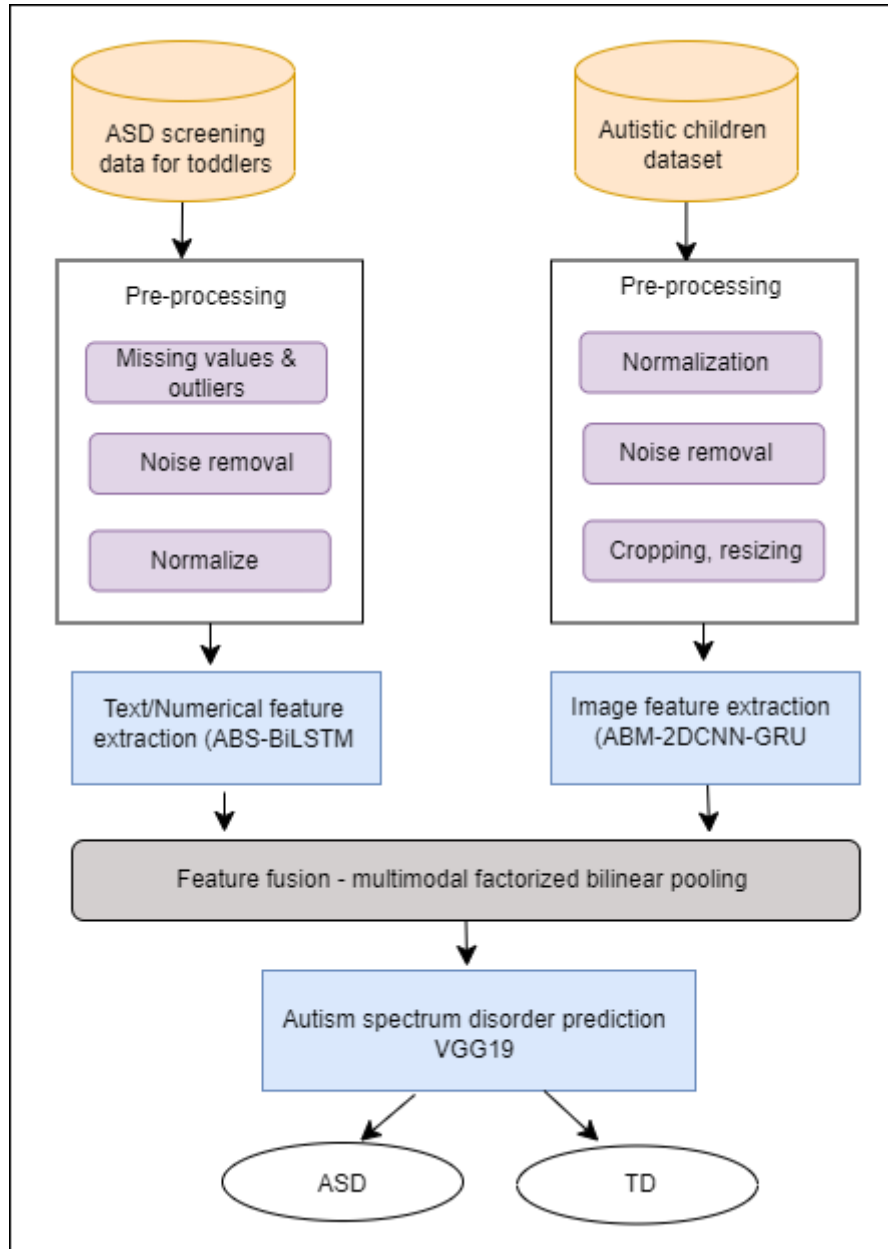 ASD screening
data for toddlers
Autistic children
dataset
Pre-processing
Missing values &
outliers
Noise removal
Normalize
Pre-processing
Normalization
Noise removal
Cropping, resizing
Text/Numerical feature
extraction (ABS-BiLSTM
Image feature extraction
(ABM-2DCNN-GRU
Feature fusion - multimodal factorized bilinear pooling
Autism spectrum disorder prediction
VGG19
ASD
TD